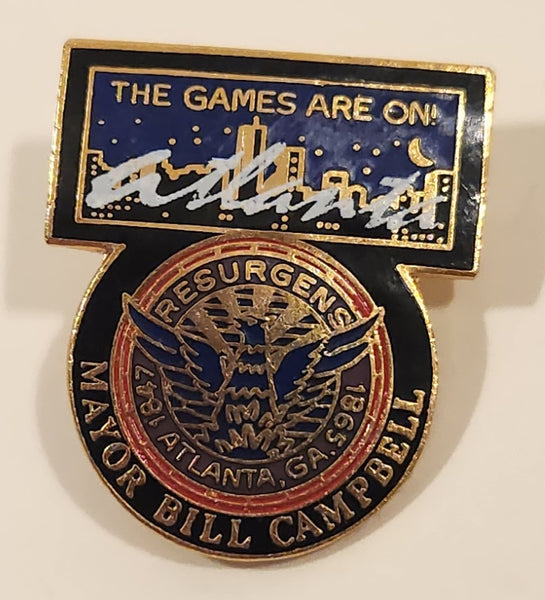 THE GAMES ARE ON!
atlanta
RESURGENS
1847 1865
ATLANTA, GA.
MAYOR BILL CAMPBELL